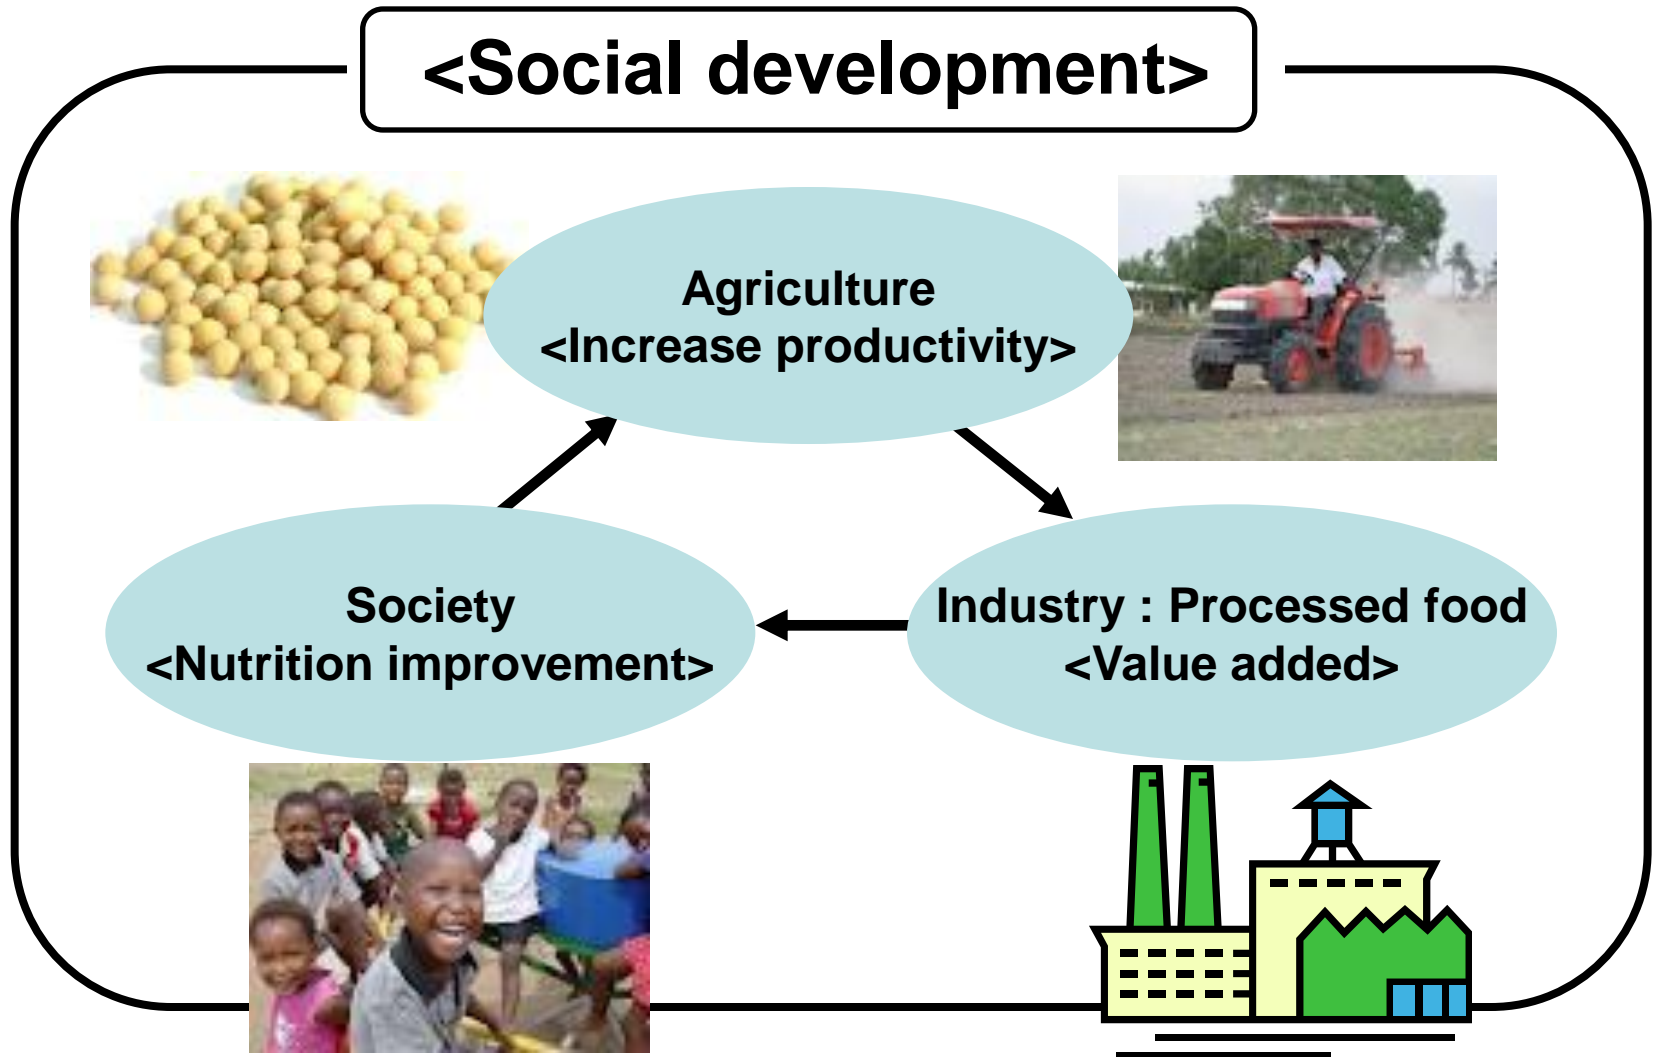 <Social development>
Agriculture
<Increase productivity>
Society
<Nutrition improvement>
Industry : Processed food
<Value added>